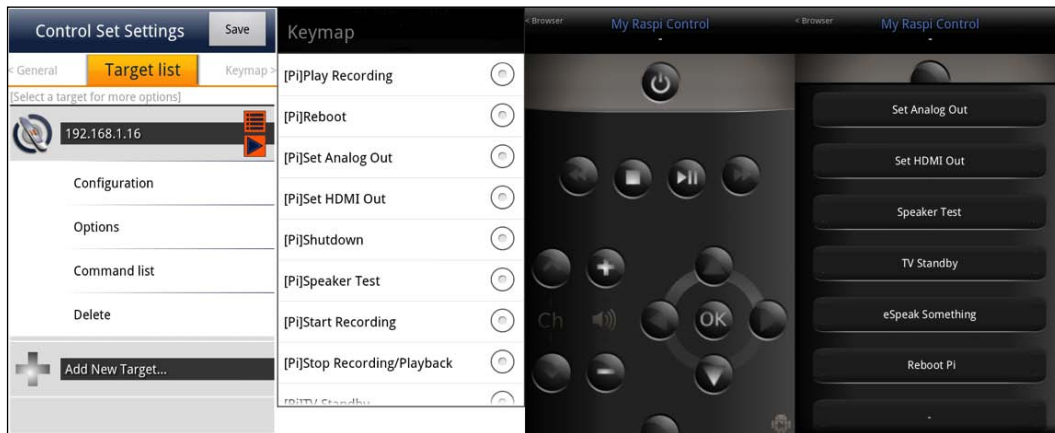 Control Set Settings
Save
< General
Target list
Keymap >
[Select a target for more options]
192.168.1.16
Configuration
Options
Command list
Delete
Add New Target...
Keymap
[Pi]Play Recording
[Pi]Reboot
[Pi]Set Analog Out
[Pi]Set HDMI Out
[Pi]Shutdown
[Pi]Speaker Test
[Pi]Start Recording
[Pi]Stop Recording/Playback
[Pi]TV Standby
< Browser
My Raspi Control
-
Ch
OK
< Browser
My Raspi Control
-
Set Analog Out
Set HDMI Out
Speaker Test
TV Standby
eSpeak Something
Reboot Pi
-